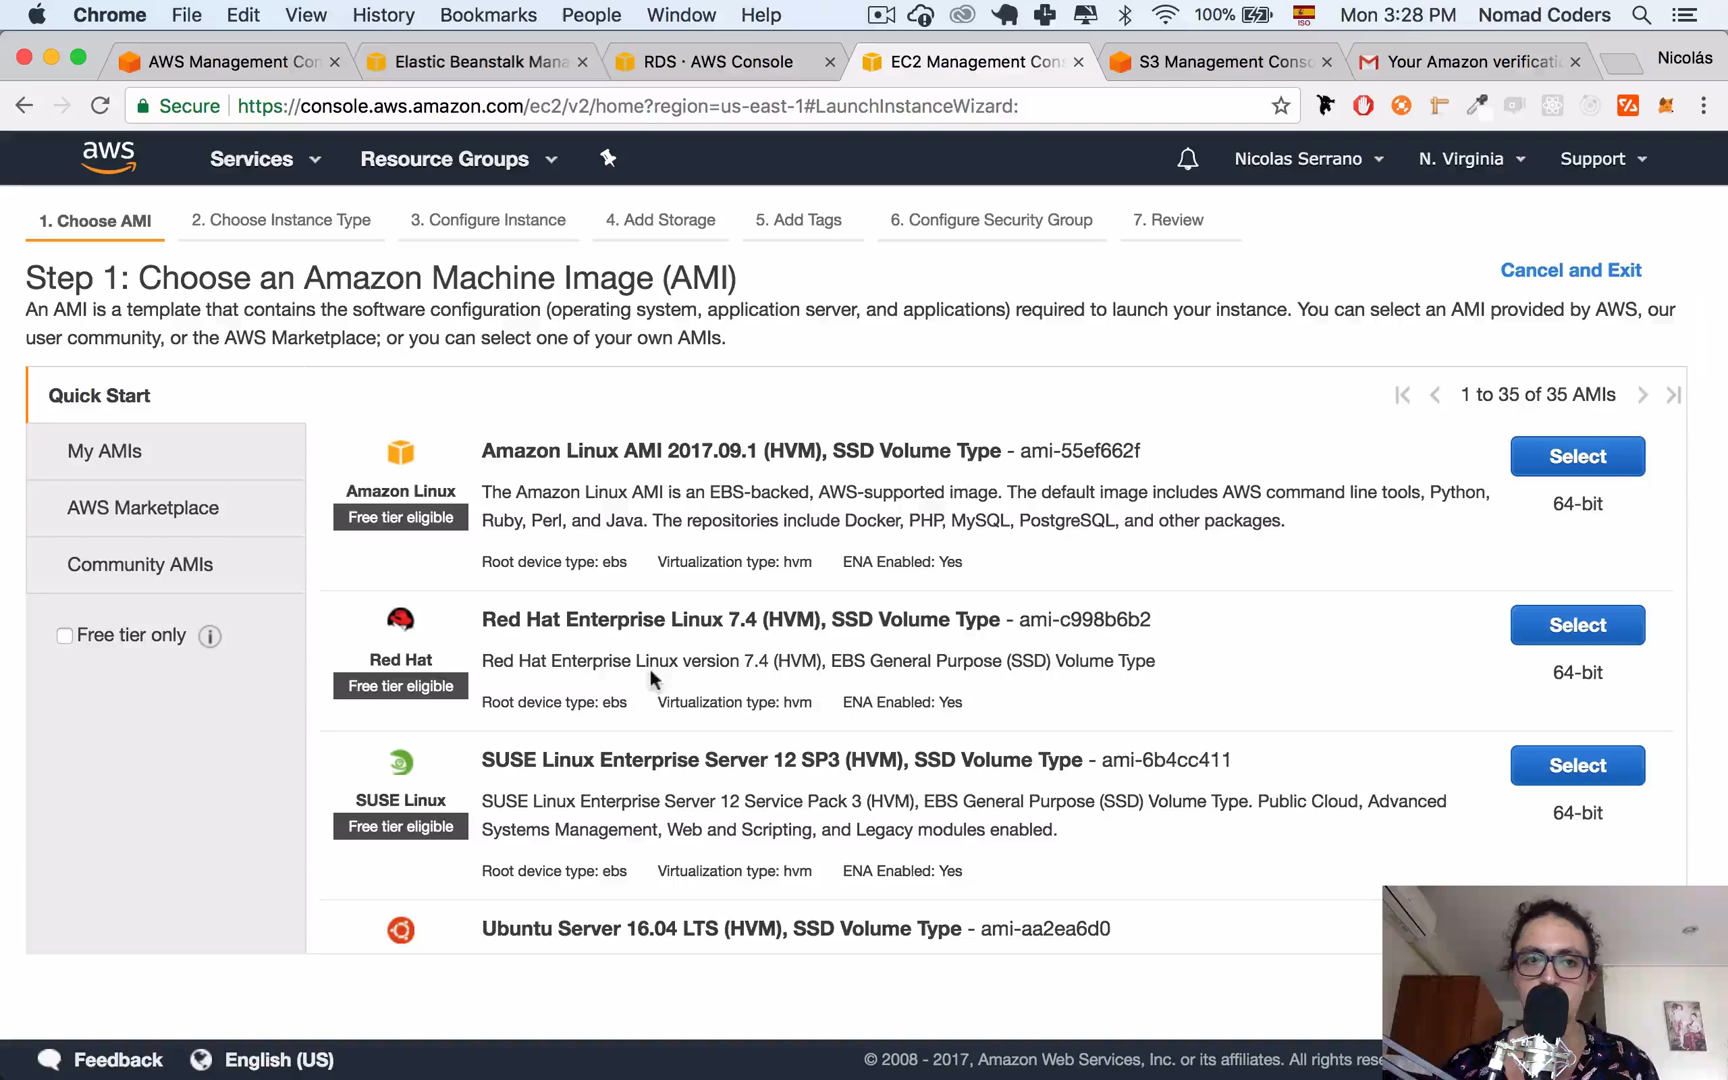 Chrome File Edit View History Bookmarks People Window Help 100% ISO Mon 3:28 PM Nomad Coders
AWS Management Con
Elastic Beanstalk Mana
RDS · AWS Console
EC2 Management Cons
S3 Management Conso
Your Amazon verificati
Nicolás
Secure https://console.aws.amazon.com/ec2/v2/home?region=us-east-1#LaunchInstanceWizard:
aws Services Resource Groups Nicolas Serrano N. Virginia Support
1. Choose AMI 2. Choose Instance Type 3. Configure Instance 4. Add Storage 5. Add Tags 6. Configure Security Group 7. Review
Step 1: Choose an Amazon Machine Image (AMI)
Cancel and Exit
An AMI is a template that contains the software configuration (operating system, application server, and applications) required to launch your instance. You can select an AMI provided by AWS, our
user community, or the AWS Marketplace; or you can select one of your own AMIs.
Quick Start
My AMIs
AWS Marketplace
Community AMIs
Free tier only
1 to 35 of 35 AMIs
Amazon Linux
Free tier eligible
Amazon Linux AMI 2017.09.1 (HVM), SSD Volume Type - ami-55ef662f
The Amazon Linux AMI is an EBS-backed, AWS-supported image. The default image includes AWS command line tools, Python,
Ruby, Perl, and Java. The repositories include Docker, PHP, MySQL, PostgreSQL, and other packages.
Root device type: ebs Virtualization type: hvm ENA Enabled: Yes
Select
64-bit
Red Hat
Free tier eligible
Red Hat Enterprise Linux 7.4 (HVM), SSD Volume Type - ami-c998b6b2
Red Hat Enterprise Linux version 7.4 (HVM), EBS General Purpose (SSD) Volume Type
Root device type: ebs Virtualization type: hvm ENA Enabled: Yes
Select
64-bit
SUSE Linux
Free tier eligible
SUSE Linux Enterprise Server 12 SP3 (HVM), SSD Volume Type - ami-6b4cc411
SUSE Linux Enterprise Server 12 Service Pack 3 (HVM), EBS General Purpose (SSD) Volume Type. Public Cloud, Advanced
Systems Management, Web and Scripting, and Legacy modules enabled.
Root device type: ebs Virtualization type: hvm ENA Enabled: Yes
Select
64-bit
Ubuntu Server 16.04 LTS (HVM), SSD Volume Type - ami-aa2ea6d0
Feedback English (US)
© 2008 - 2017, Amazon Web Services, Inc. or its affiliates. All rights rese